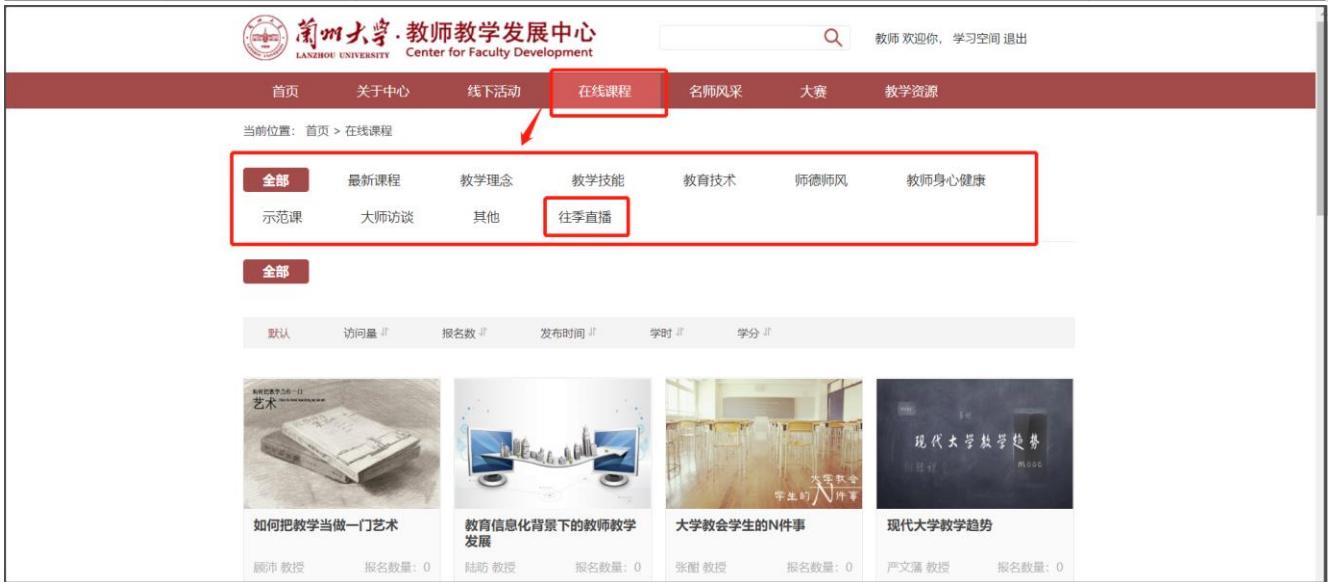 蘭州大学·教师教学发展中心
LANZHOU UNIVERSITY Center for Faculty Development
教师 欢迎你, 学习空间 退出
首页 关于中心 线下活动 在线课程 名师风采 大赛 教学资源
当前位置: 首页 > 在线课程
全部 最新课程 教学理念 教学技能 教育技术 师德师风 教师身心健康
示范课 大师访谈 其他 往季直播
全部
默认 访问量 报名数 发布时间 学时 学分
如何把教学当做一门
艺术
大学教会
学生的N件事
现代大学教学趋势
mooc
如何把教学当做一门艺术 教育信息化背景下的教师教学 大学教会学生的N件事 现代大学教学趋势
发展
顾沛 教授 报名数量: 0 陆昉 教授 报名数量: 0 张酣 教授 报名数量: 0 严文藩 教授 报名数量: 0